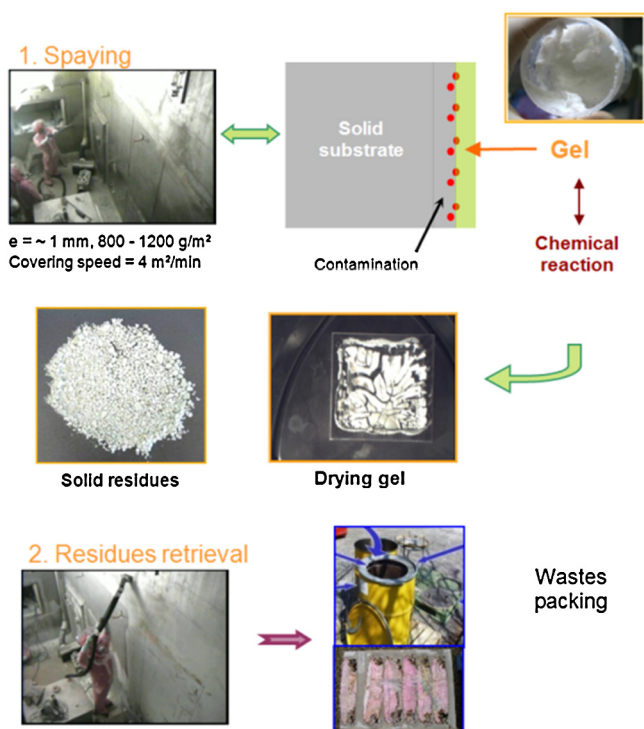 1. Spaying
Solid
substrate
Gel
e = ~ 1 mm, 800 - 1200 g/m²
Covering speed = 4 m²/min
Contamination
Chemical
reaction
Solid residues
Drying gel
2. Residues retrieval
Wastes
packing